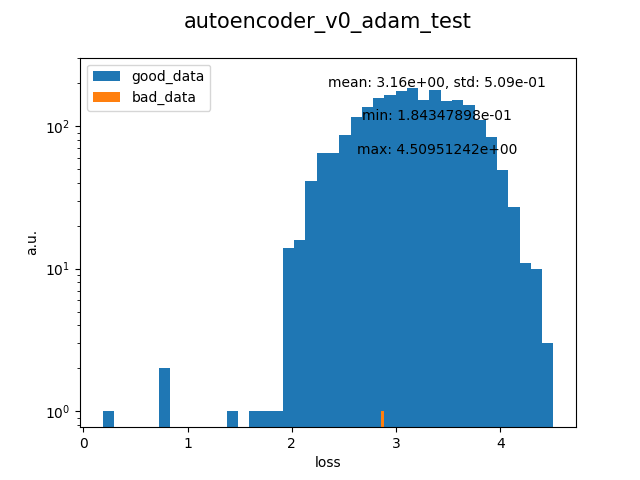 autoencoder_v0_adam_test
good_data
bad_data
mean: 3.16e+00, std: 5.09e-01
min: 1.84347898e-01
max: 4.50951242e+00
a.u.
10²
10¹
10⁰
0 1 2 3 4
loss